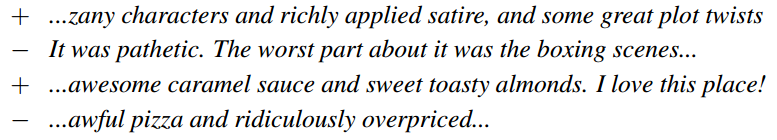 + ...zany characters and richly applied satire, and some great plot twists
− It was pathetic. The worst part about it was the boxing scenes...
+ ...awesome caramel sauce and sweet toasty almonds. I love this place!
− ...awful pizza and ridiculously overpriced...